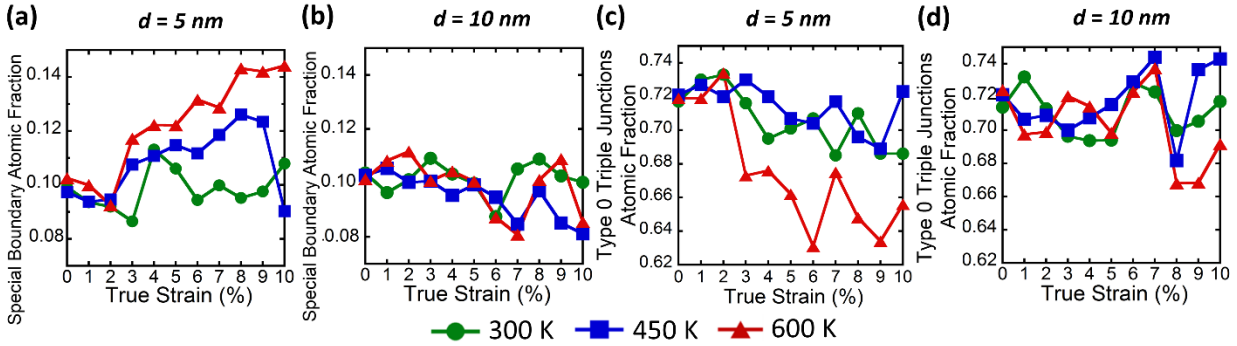 (a)
d = 5 nm
Special Boundary Atomic Fraction
0.14
0.12
0.10
0.08
0 1 2 3 4 5 6 7 8 9 10
True Strain (%)
(b)
d = 10 nm
Special Boundary Atomic Fraction
0.14
0.12
0.10
0.08
0 1 2 3 4 5 6 7 8 9 10
True Strain (%)
(c)
d = 5 nm
Type 0 Triple Junctions
Atomic Fraction
0.74
0.72
0.70
0.68
0.66
0.64
0.62
0 1 2 3 4 5 6 7 8 9 10
True Strain (%)
(d)
d = 10 nm
Type 0 Triple Junctions
Atomic Fraction
0.74
0.70
0.66
0.62
0 1 2 3 4 5 6 7 8 9 10
True Strain (%)
300 K
450 K
600 K